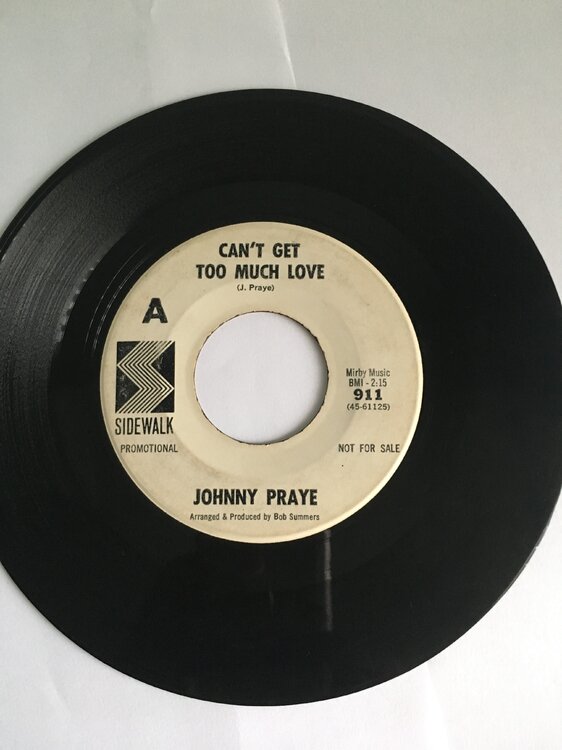 CAN'T GET
TOO MUCH LOVE
(J. Praye)
A
SIDEWALK
PROMOTIONAL
Mirby Music
BMI - 2:15
911
(45-61125)
NOT FOR SALE
JOHNNY PRAYE
Arranged & Produced by Bob Summers